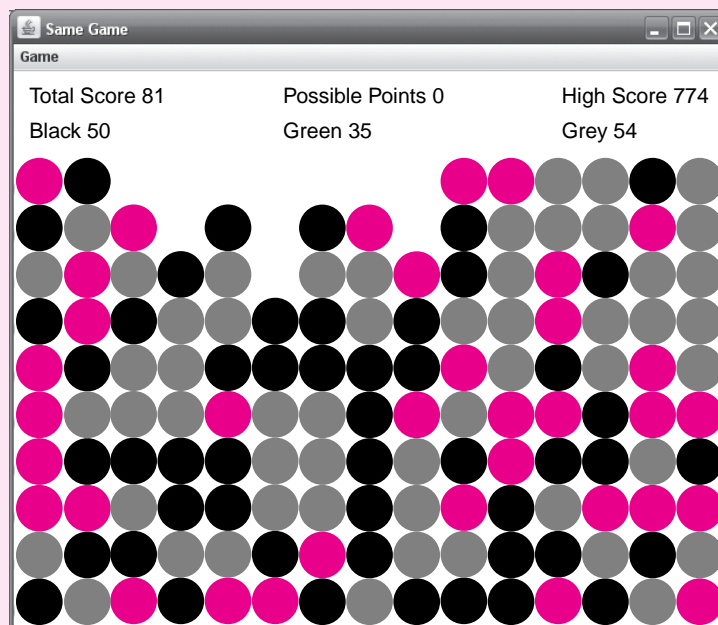 Same Game
Game
Total Score 81 Possible Points 0 High Score 774
Black 50 Green 35 Grey 54